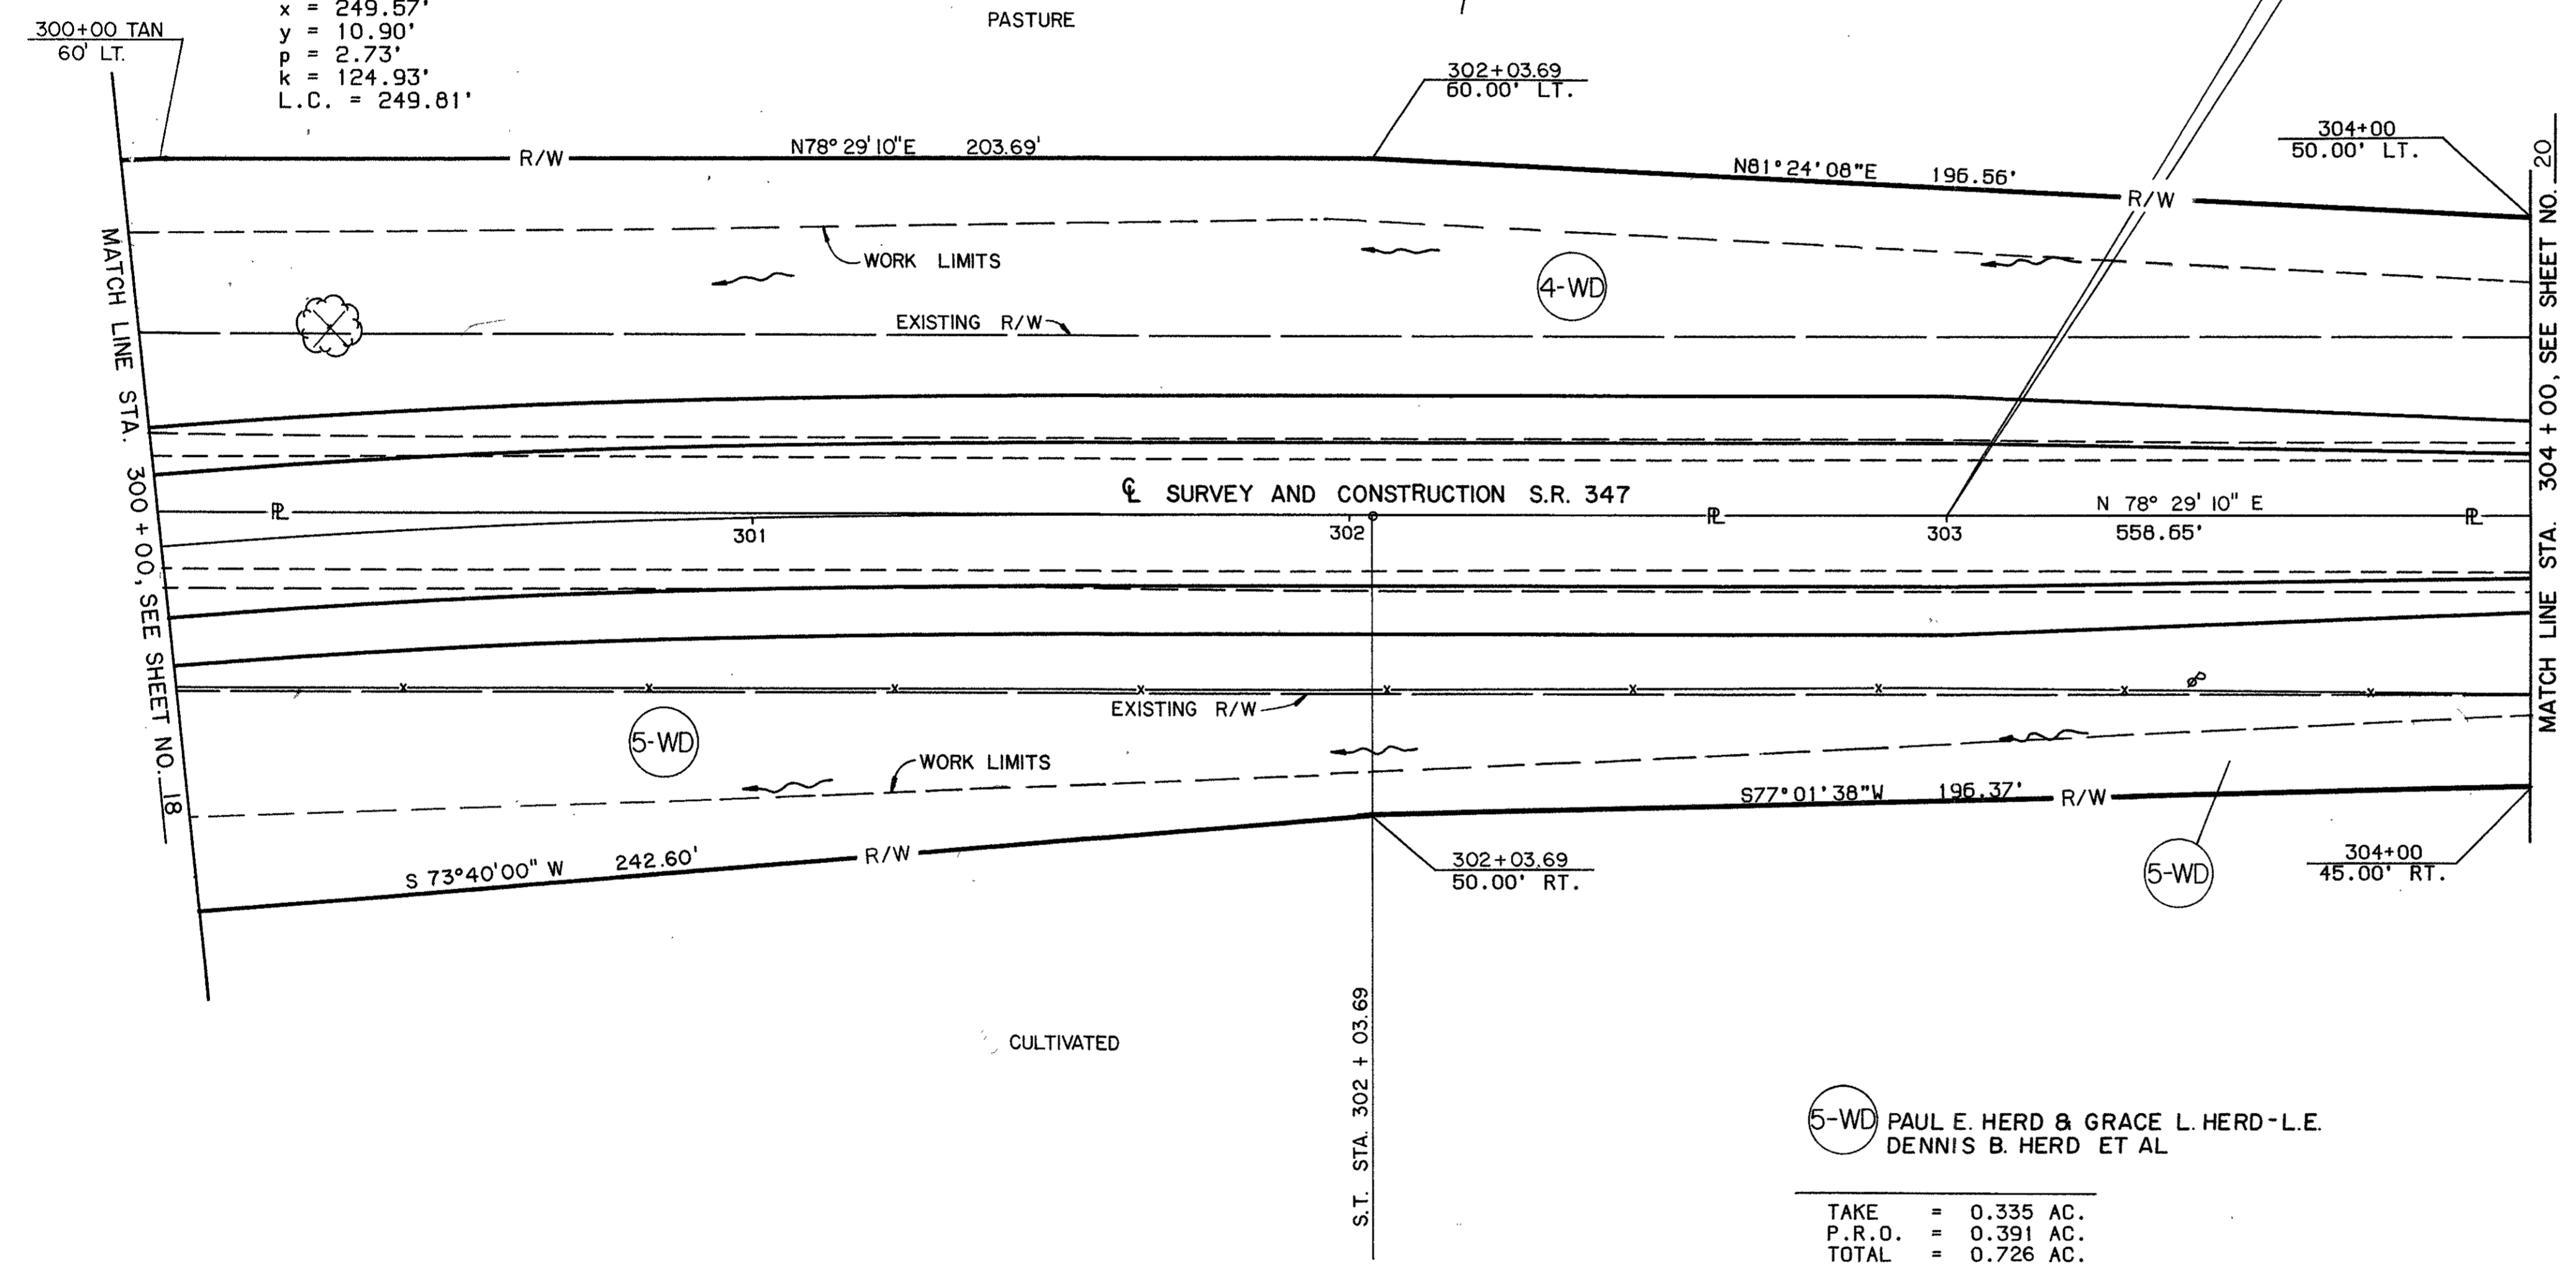 x = 249.57'
y = 10.90'
p = 2.73'
k = 124.93'
L.C. = 249.81'
PASTURE
300+00 TAN
60' LT.
302+03.69
60.00' LT.
304+00
50.00' LT.
R/W
N78° 29' 10"E 203.69'
N81° 24' 08"E 196.56'
R/W
WORK LIMITS
4-WD
EXISTING R/W
MATCH LINE STA. 300+00, SEE SHEET NO. 18
MATCH LINE STA. 304+00, SEE SHEET NO. 20
℄ SURVEY AND CONSTRUCTION S.R. 347
PL
PL
N 78° 29' 10" E
PL
301
302
303
558.65'
EXISTING R/W
5-WD
WORK LIMITS
S77° 01' 38"W 196.37'
R/W
S 73°40'00" W 242.60'
R/W
302+03.69
50.00' RT.
5-WD
304+00
45.00' RT.
S.T. STA. 302 + 03.69
CULTIVATED
5-WD PAUL E. HERD & GRACE L. HERD-L.E.
DENNIS B. HERD ET AL
TAKE = 0.335 AC.
P.R.O. = 0.391 AC.
TOTAL = 0.726 AC.